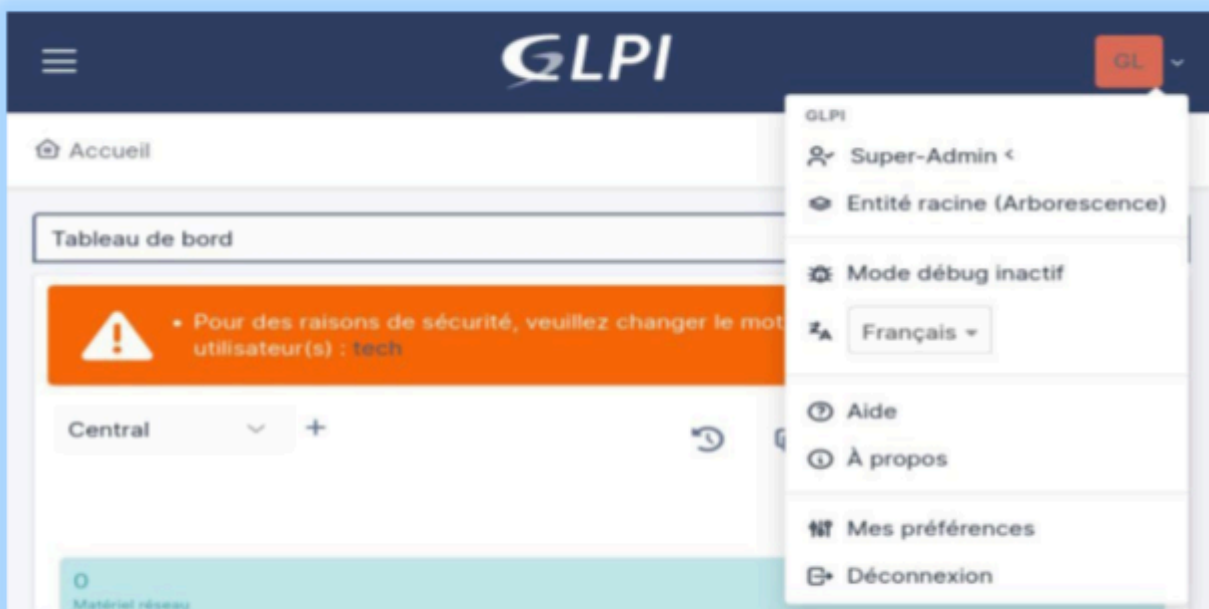 GLPI
GL
GLPI
Accueil
Super-Admin <
Entité racine (Arborescence)
Tableau de bord
Mode débug inactif
• Pour des raisons de sécurité, veuillez changer le mot
utilisateur(s) : tech
Français
Central
Aide
À propos
Mes préférences
Déconnexion
0
Matériel réseau